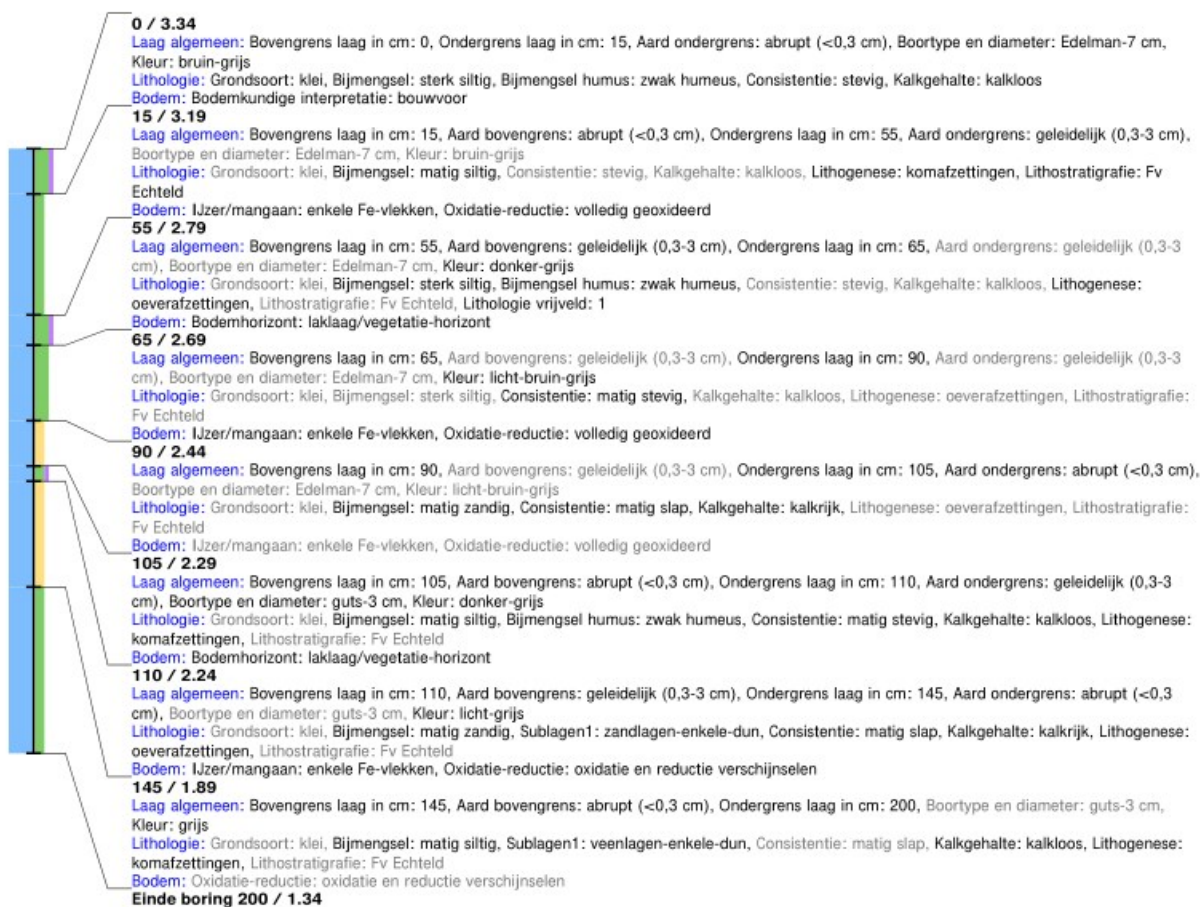 0 / 3.34
Laag algemeen: Bovengrens laag in cm: 0, Ondergrens laag in cm: 15, Aard ondergrens: abrupt (<0,3 cm), Boortype en diameter: Edelman-7 cm,
Kleur: bruin-grijs
Lithologie: Grondsoort: klei, Bijmengsel: sterk siltig, Bijmengsel humus: zwak humeus, Consistentie: stevig, Kalkgehalte: kalkloos
Bodem: Bodemkundige interpretatie: bouwvoor
15 / 3.19
Laag algemeen: Bovengrens laag in cm: 15, Aard bovengrens: abrupt (<0,3 cm), Ondergrens laag in cm: 55, Aard ondergrens: geleidelijk (0,3-3 cm),
Boortype en diameter: Edelman-7 cm, Kleur: bruin-grijs
Lithologie: Grondsoort: klei, Bijmengsel: matig siltig, Consistentie: stevig, Kalkgehalte: kalkloos, Lithogenese: komafzettingen, Lithostratigrafie: Fv
Echteld
Bodem: IJzer/mangaan: enkele Fe-vlekken, Oxidatie-reductie: volledig geoxideerd
55 / 2.79
Laag algemeen: Bovengrens laag in cm: 55, Aard bovengrens: geleidelijk (0,3-3 cm), Ondergrens laag in cm: 65, Aard ondergrens: geleidelijk (0,3-3
cm), Boortype en diameter: Edelman-7 cm, Kleur: donker-grijs
Lithologie: Grondsoort: klei, Bijmengsel: sterk siltig, Bijmengsel humus: zwak humeus, Consistentie: stevig, Kalkgehalte: kalkloos, Lithogenese:
oeverafzettingen, Lithostratigrafie: Fv Echteld, Lithologie vrijveld: 1
Bodem: Bodemhorizont: laklaag/vegetatie-horizont
65 / 2.69
Laag algemeen: Bovengrens laag in cm: 65, Aard bovengrens: geleidelijk (0,3-3 cm), Ondergrens laag in cm: 90, Aard ondergrens: geleidelijk (0,3-3
cm), Boortype en diameter: Edelman-7 cm, Kleur: licht-bruin-grijs
Lithologie: Grondsoort: klei, Bijmengsel: sterk siltig, Consistentie: matig stevig, Kalkgehalte: kalkloos, Lithogenese: oeverafzettingen, Lithostratigrafie:
Fv Echteld
Bodem: IJzer/mangaan: enkele Fe-vlekken, Oxidatie-reductie: volledig geoxideerd
90 / 2.44
Laag algemeen: Bovengrens laag in cm: 90, Aard bovengrens: geleidelijk (0,3-3 cm), Ondergrens laag in cm: 105, Aard ondergrens: abrupt (<0,3 cm),
Boortype en diameter: Edelman-7 cm, Kleur: licht-bruin-grijs
Lithologie: Grondsoort: klei, Bijmengsel: matig zandig, Consistentie: matig slap, Kalkgehalte: kalkrijk, Lithogenese: oeverafzettingen, Lithostratigrafie:
Fv Echteld
Bodem: IJzer/mangaan: enkele Fe-vlekken, Oxidatie-reductie: volledig geoxideerd
105 / 2.29
Laag algemeen: Bovengrens laag in cm: 105, Aard bovengrens: abrupt (<0,3 cm), Ondergrens laag in cm: 110, Aard ondergrens: geleidelijk (0,3-3
cm), Boortype en diameter: guts-3 cm, Kleur: donker-grijs
Lithologie: Grondsoort: klei, Bijmengsel: matig siltig, Bijmengsel humus: zwak humeus, Consistentie: matig stevig, Kalkgehalte: kalkloos, Lithogenese:
komafzettingen, Lithostratigrafie: Fv Echteld
Bodem: Bodemhorizont: laklaag/vegetatie-horizont
110 / 2.24
Laag algemeen: Bovengrens laag in cm: 110, Aard bovengrens: geleidelijk (0,3-3 cm), Ondergrens laag in cm: 145, Aard ondergrens: abrupt (<0,3
cm), Boortype en diameter: guts-3 cm, Kleur: licht-grijs
Lithologie: Grondsoort: klei, Bijmengsel: matig zandig, Sublagen1: zandlagen-enkele-dun, Consistentie: matig slap, Kalkgehalte: kalkrijk, Lithogenese:
oeverafzettingen, Lithostratigrafie: Fv Echteld
Bodem: IJzer/mangaan: enkele Fe-vlekken, Oxidatie-reductie: oxidatie en reductie verschijnselen
145 / 1.89
Laag algemeen: Bovengrens laag in cm: 145, Aard bovengrens: abrupt (<0,3 cm), Ondergrens laag in cm: 200, Boortype en diameter: guts-3 cm,
Kleur: grijs
Lithologie: Grondsoort: klei, Bijmengsel: matig siltig, Sublagen1: veenlagen-enkele-dun, Consistentie: matig slap, Kalkgehalte: kalkloos, Lithogenese:
komafzettingen, Lithostratigrafie: Fv Echteld
Bodem: Oxidatie-reductie: oxidatie en reductie verschijnselen
Einde boring 200 / 1.34